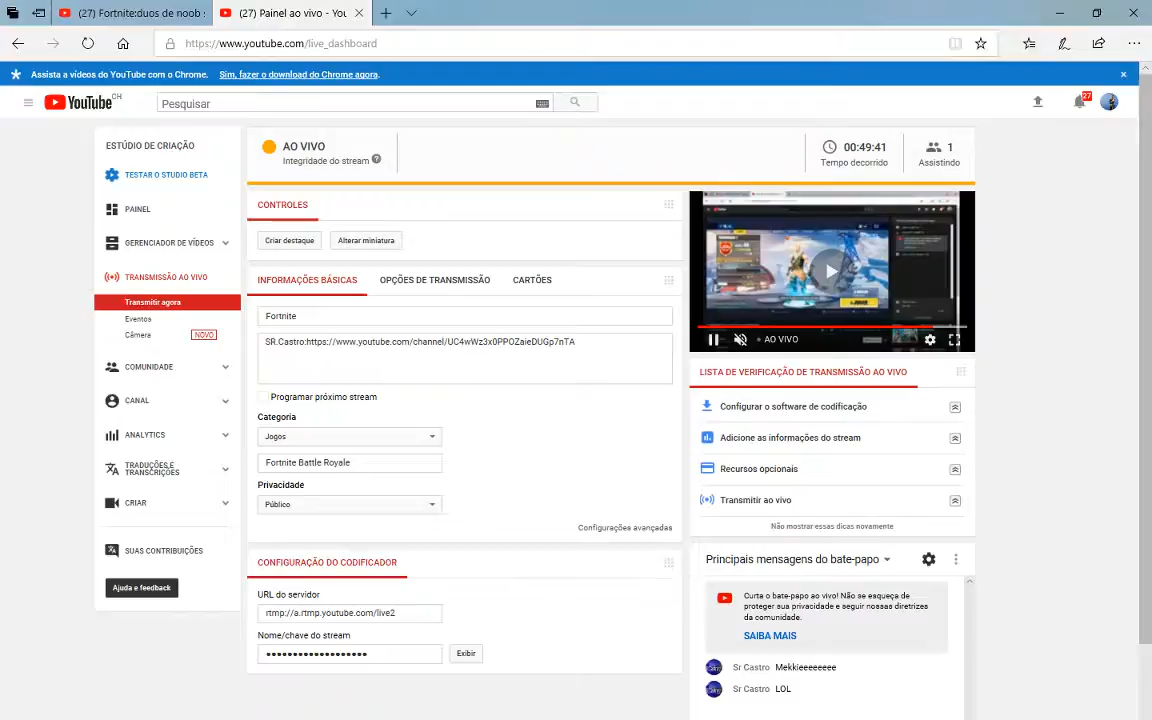 (27) Fortnite:duos de noob s
(27) Painel ao vivo - You
https://www.youtube.com/live_dashboard
Assista a vídeos do YouTube com o Chrome. Sim, fazer o download do Chrome agora.
YouTube CH
Pesquisar
27
ESTÚDIO DE CRIAÇÃO
TESTAR O STUDIO BETA
PAINEL
GERENCIADOR DE VÍDEOS
TRANSMISSÃO AO VIVO
Transmitir agora
Eventos
Câmera NOVO
COMUNIDADE
CANAL
ANALYTICS
TRADUÇÕES E
TRANSCRIÇÕES
CRIAR
SUAS CONTRIBUIÇÕES
Ajuda e feedback
AO VIVO
Integridade do stream ?
00:49:41
Tempo decorrido
1
Assistindo
CONTROLES
Criar destaque
Alterar miniatura
INFORMAÇÕES BÁSICAS OPÇÕES DE TRANSMISSÃO CARTÕES
Fortnite
SR.Castro:https://www.youtube.com/channel/UC4wWz3x0PPOZaieDUGp7nTA
Programar próximo stream
Categoria
Jogos
Fortnite Battle Royale
Privacidade
Público
Configurações avançadas
CONFIGURAÇÃO DO CODIFICADOR
URL do servidor
rtmp://a.rtmp.youtube.com/live2
Nome/chave do stream
Exibir
AO VIVO
LISTA DE VERIFICAÇÃO DE TRANSMISSÃO AO VIVO
Configurar o software de codificação
Adicione as informações do stream
Recursos opcionais
Transmitir ao vivo
Não mostrar essas dicas novamente
Principais mensagens do bate-papo
Curta o bate-papo ao vivo! Não se esqueça de
proteger sua privacidade e seguir nossas diretrizes
da comunidade.
SAIBA MAIS
Sr Castro Mekkieeeeeeee
Sr Castro LOL